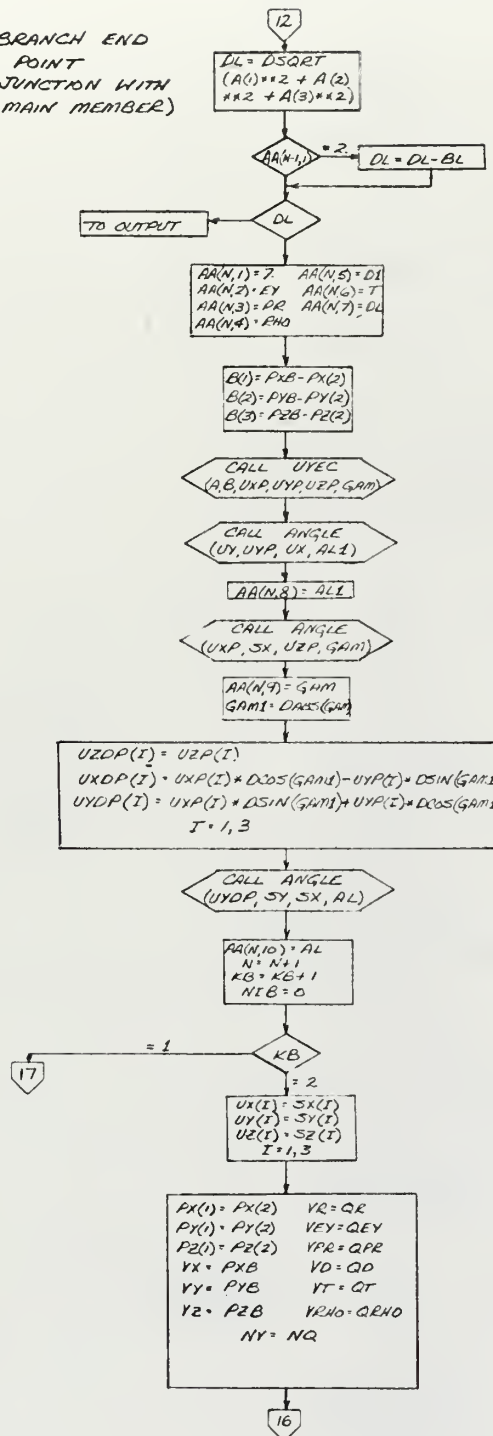 BRANCH END
POINT
JUNCTION WITH
MAIN MEMBER)
12
DL = DSQRT
(A(1)**2 + A(2)
**2 + A(3)**2)
AA(N-1,1)
= 2.
DL = DL-BL
DL
TO OUTPUT
AA(N,1) = 7. AA(N,5) = D1
AA(N,2) = EY AA(N,6) = T
AA(N,3) = PR AA(N,7) = DL
AA(N,4) = RHO
B(1) = PXB-PX(2)
B(2) = PYB-PY(2)
B(3) = PZB-PZ(2)
CALL UVEC
(A,B,UXP,UYP,UZP,GAM)
CALL ANGLE
(UY,UYP,UX,AL1)
AA(N,8) = AL1
CALL ANGLE
(UXP,SX,UZP,GAM)
AA(N,9) = GAM
GAM1 = DACOS(GAM
UZDP(I) = UZP(I)
UXDP(I) = UXP(I)*DCOS(GAM1)-UYP(I)*DSIN(GAM1
UYDP(I) = UXP(I)*DSIN(GAM1)+UYP(I)*DCOS(GAM1
I = 1,3
CALL ANGLE
(UYDP,SY,SX,AL)
AA(N,10) = AL
N = N+1
KB = KB+1
NIB = 0
KB
= 1
17
= 2
UX(I) = SX(I)
UY(I) = SY(I)
UZ(I) = SZ(I)
I = 1,3
PX(1) = PX(2) VR = QR
PY(1) = PY(2) VEY = QEY
PZ(1) = PZ(2) VPR = QPR
VX = PXB VD = QD
VY = PYB VT = QT
VZ = PZB VRHO = QRHO
NV = NQ
16